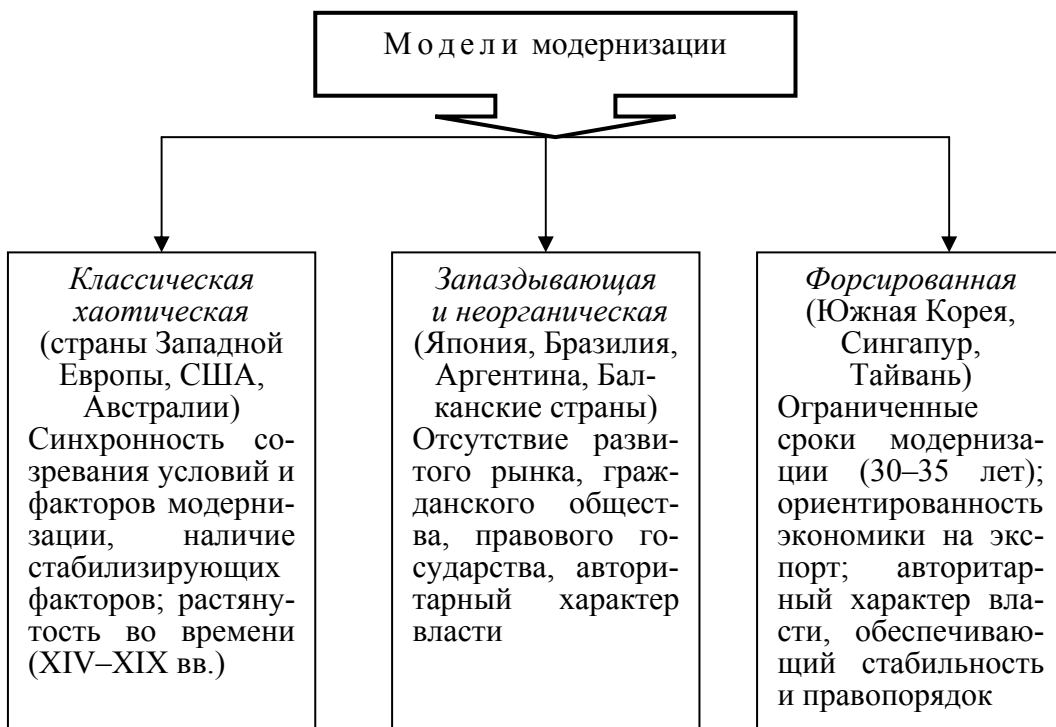 Модели модернизации
Классическая
хаотическая
(страны Западной
Европы, США,
Австралии)
Синхронность со-
зревания условий и
факторов модерни-
зации, наличие
стабилизирующих
факторов; растяну-
тость во времени
(XIV–XIX вв.)
Запаздывающая
и неорганическая
(Япония, Бразилия,
Аргентина, Бал-
канские страны)
Отсутствие разви-
того рынка, граж-
данского общест-
ва, правового го-
сударства, автори-
тарный характер
власти
Форсированная
(Южная Корея,
Сингапур,
Тайвань)
Ограниченные
сроки модерниза-
ции (30–35 лет);
ориентированность
экономики на экс-
порт; авторитар-
ный характер вла-
сти, обеспечиваю-
щий стабильность
и правопорядок